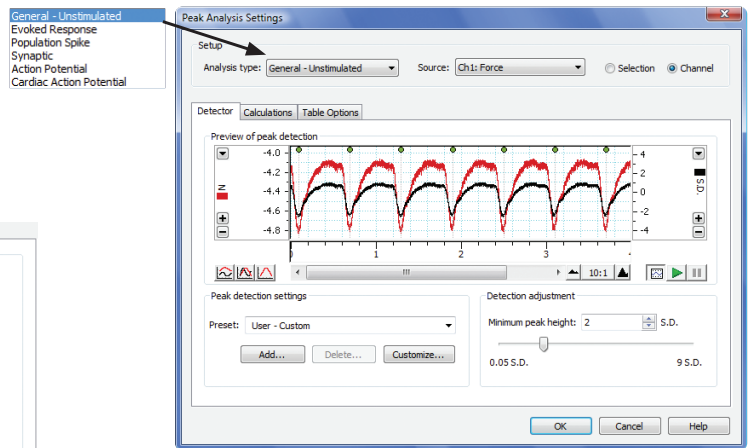 General - Unstimulated
Evoked Response
Population Spike
Synaptic
Action Potential
Cardiac Action Potential
Peak Analysis Settings
Setup
Analysis type: General - Unstimulated Source: Ch1: Force Selection Channel
Detector Calculations Table Options
Preview of peak detection
-4.0
-4.2
-4.4
-4.6
-4.8
N
4
2
0
-2
-4
S.D.
1 2 3
10:1
Peak detection settings
Preset: User - Custom
Add... Delete... Customize...
Detection adjustment
Minimum peak height: 2 S.D.
0.05 S.D. 9 S.D.
OK Cancel Help